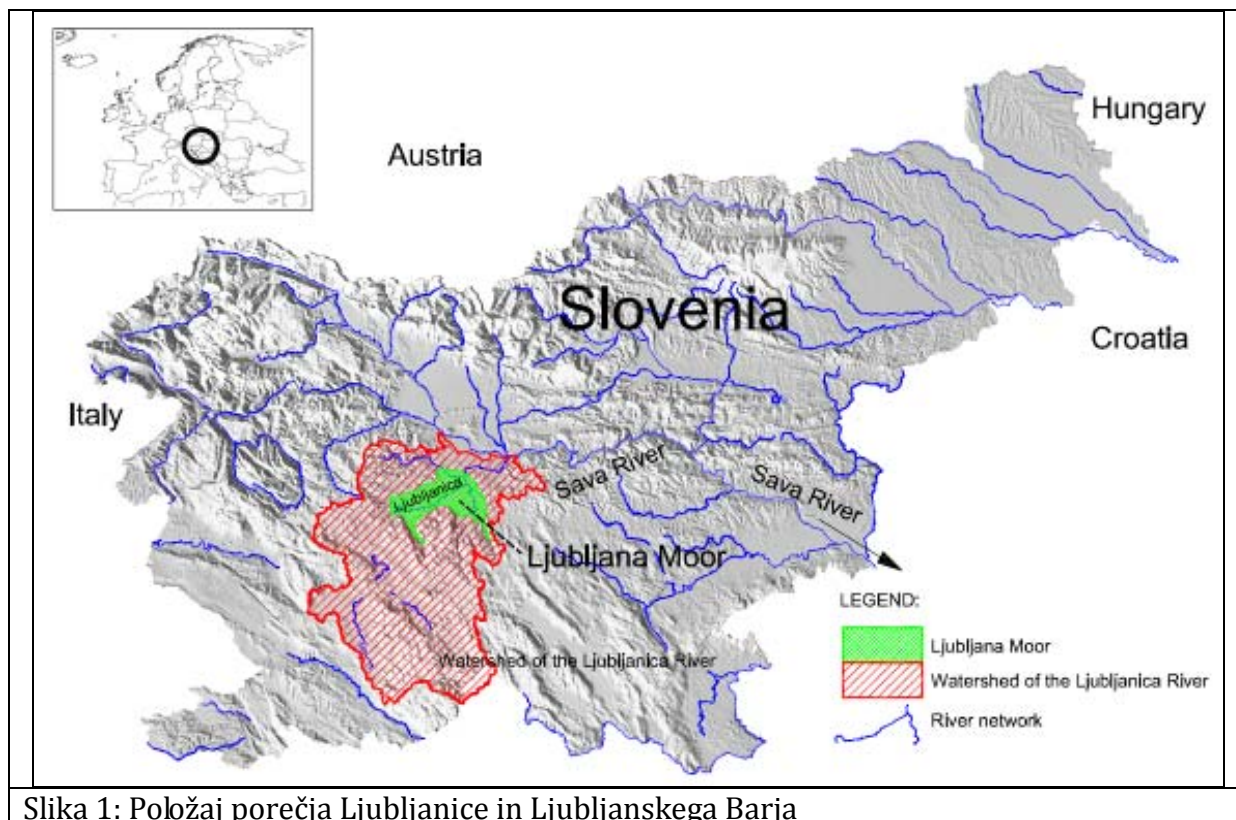 Hungary
Austria
Slovenia
Croatia
Italy
Ljubljanica
Sava River
Sava River
Ljubljana Moor
Watershed of the Ljubljanica River
LEGEND:
Ljubljana Moor
Watershed of the Ljubljanica River
River network
Slika 1: Položaj porečja Ljubljanice in Ljubljanskega Barja